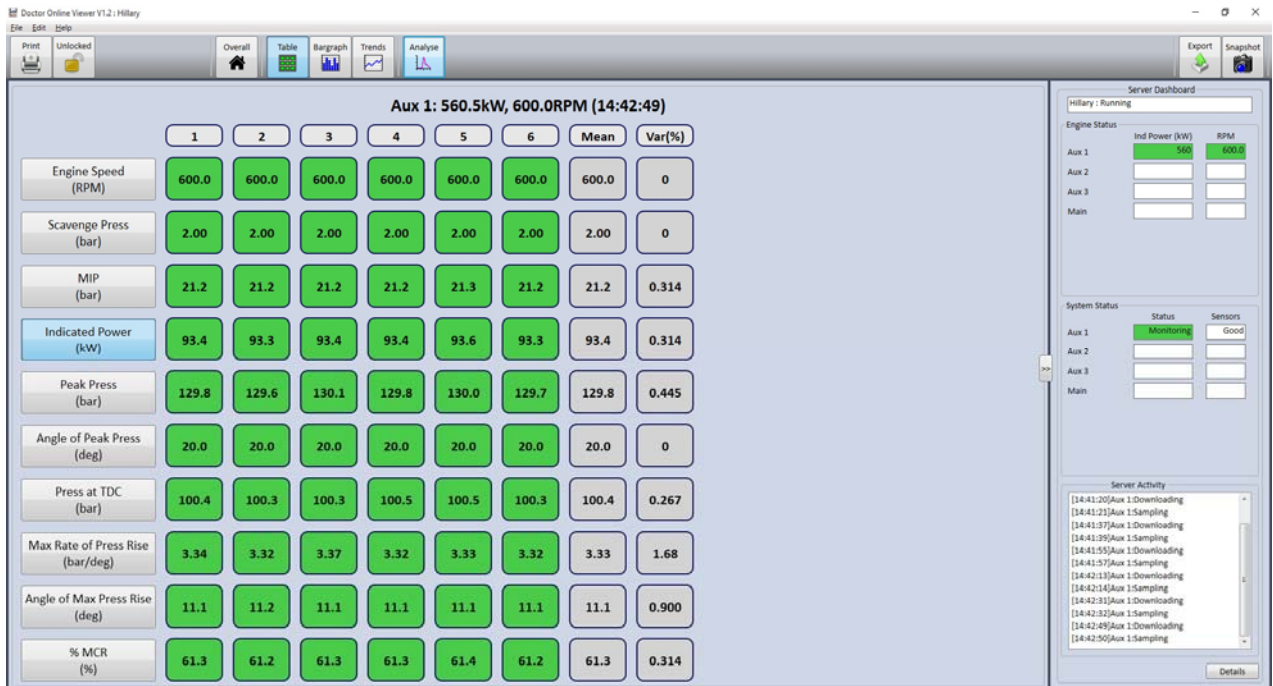 Doctor Online Viewer V1.2 : Hillary
File Edit Help
Print Unlocked Overall Table Bargraph Trends Analyse Export Snapshot
Aux 1: 560.5kW, 600.0RPM (14:42:49)
1 2 3 4 5 6 Mean Var(%)
Engine Speed
(RPM)
600.0 600.0 600.0 600.0 600.0 600.0 600.0 0
Scavenge Press
(bar)
2.00 2.00 2.00 2.00 2.00 2.00 2.00 0
MIP
(bar)
21.2 21.2 21.2 21.2 21.3 21.2 21.2 0.314
Indicated Power
(kW)
93.4 93.3 93.4 93.4 93.6 93.3 93.4 0.314
Peak Press
(bar)
129.8 129.6 130.1 129.8 130.0 129.7 129.8 0.445
Angle of Peak Press
(deg)
20.0 20.0 20.0 20.0 20.0 20.0 20.0 0
Press at TDC
(bar)
100.4 100.3 100.3 100.5 100.5 100.3 100.4 0.267
Max Rate of Press Rise
(bar/deg)
3.34 3.32 3.37 3.32 3.33 3.32 3.33 1.68
Angle of Max Press Rise
(deg)
11.1 11.2 11.1 11.1 11.1 11.1 11.1 0.900
% MCR
(%)
61.3 61.2 61.3 61.3 61.4 61.2 61.3 0.314
>>
Server Dashboard
Hillary : Running
Engine Status
Ind Power (kW) RPM
Aux 1 560 600.0
Aux 2
Aux 3
Main
System Status
Status Sensors
Aux 1 Monitoring Good
Aux 2
Aux 3
Main
Server Activity
[14:41:20]Aux 1:Downloading
[14:41:21]Aux 1:Sampling
[14:41:37]Aux 1:Downloading
[14:41:39]Aux 1:Sampling
[14:41:55]Aux 1:Downloading
[14:41:57]Aux 1:Sampling
[14:42:13]Aux 1:Downloading
[14:42:14]Aux 1:Sampling
[14:42:31]Aux 1:Downloading
[14:42:32]Aux 1:Sampling
[14:42:49]Aux 1:Downloading
[14:42:50]Aux 1:Sampling
Details